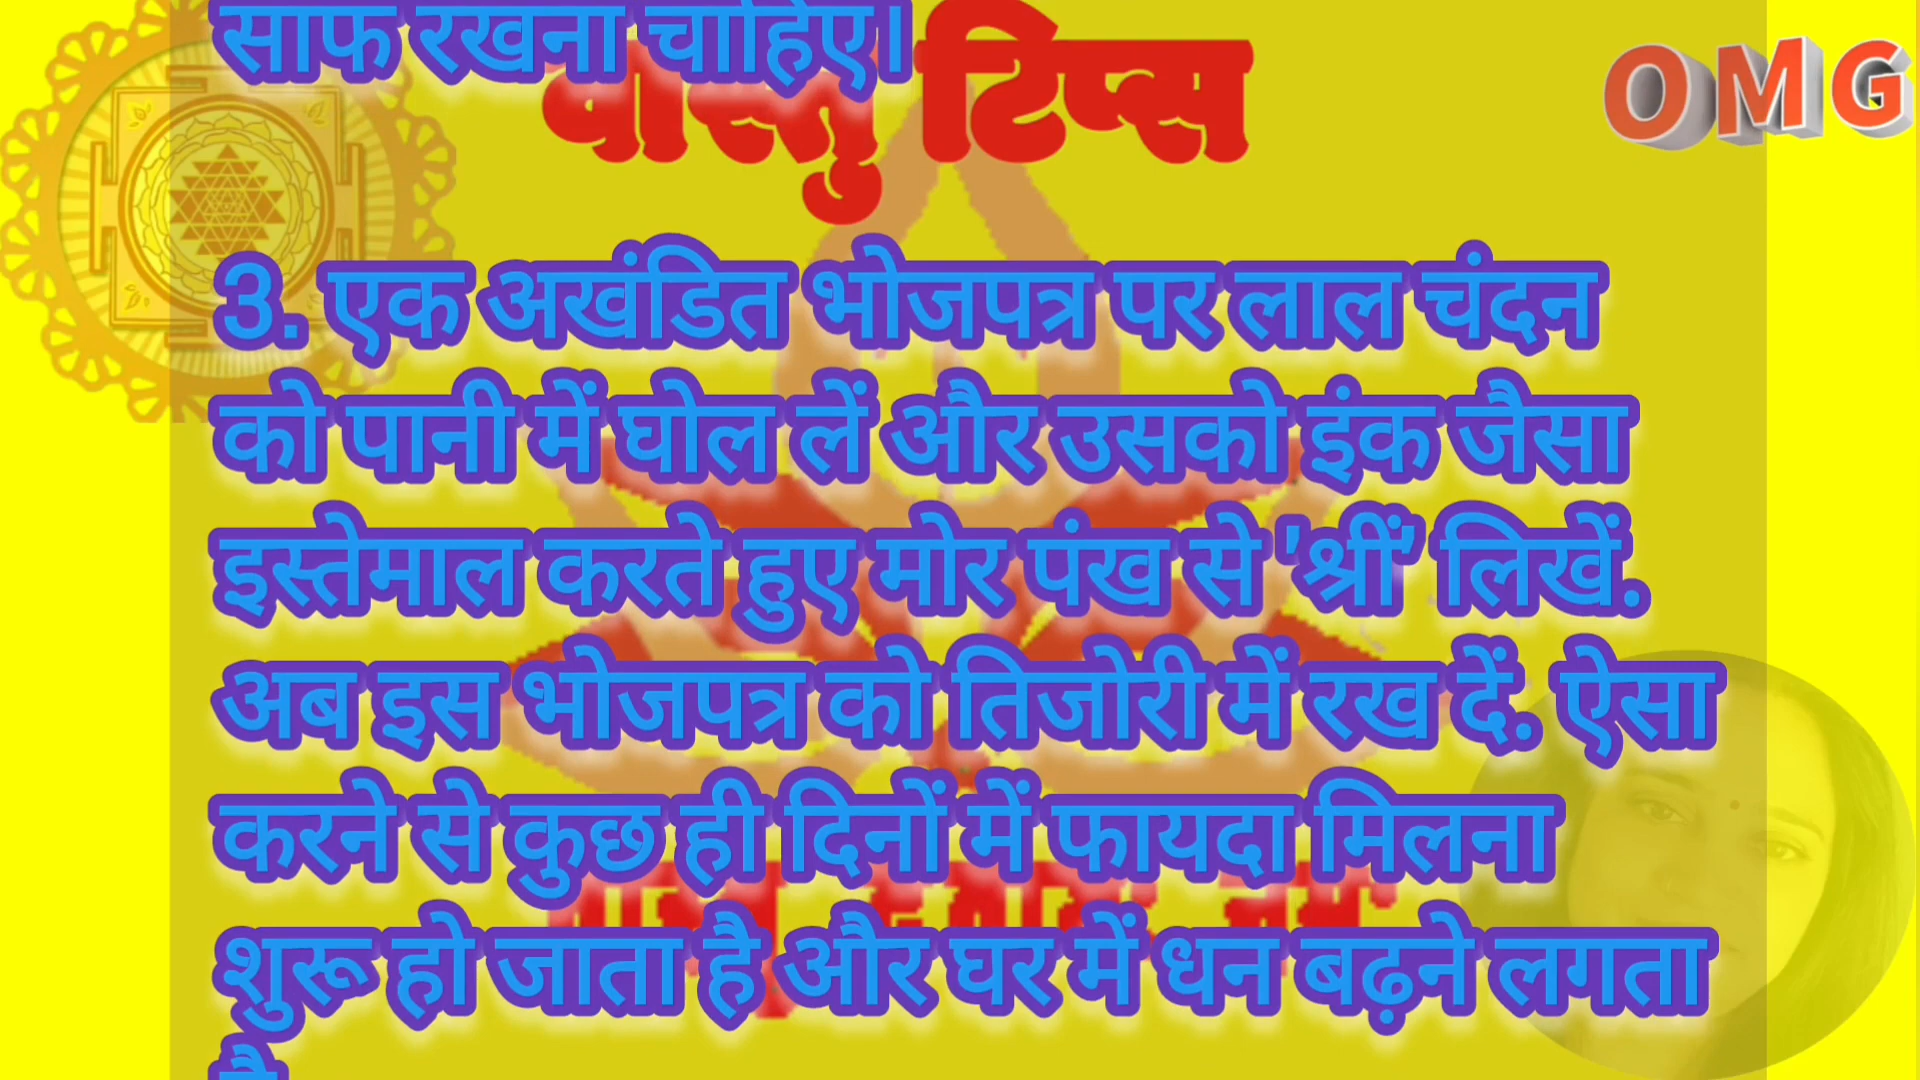 साफ रखना चाहिए।
वास्तु टिप्स
OMG
3. एक अखंडित भोजपत्र पर लाल चंदन
को पानी में घोल लें और उसको इंक जैसा
इस्तेमाल करते हुए मोर पंख से 'श्रीं' लिखें.
अब इस भोजपत्र को तिजोरी में रख दें. ऐसा
करने से कुछ ही दिनों में फायदा मिलना
शुरू हो जाता है और घर में धन बढ़ने लगता